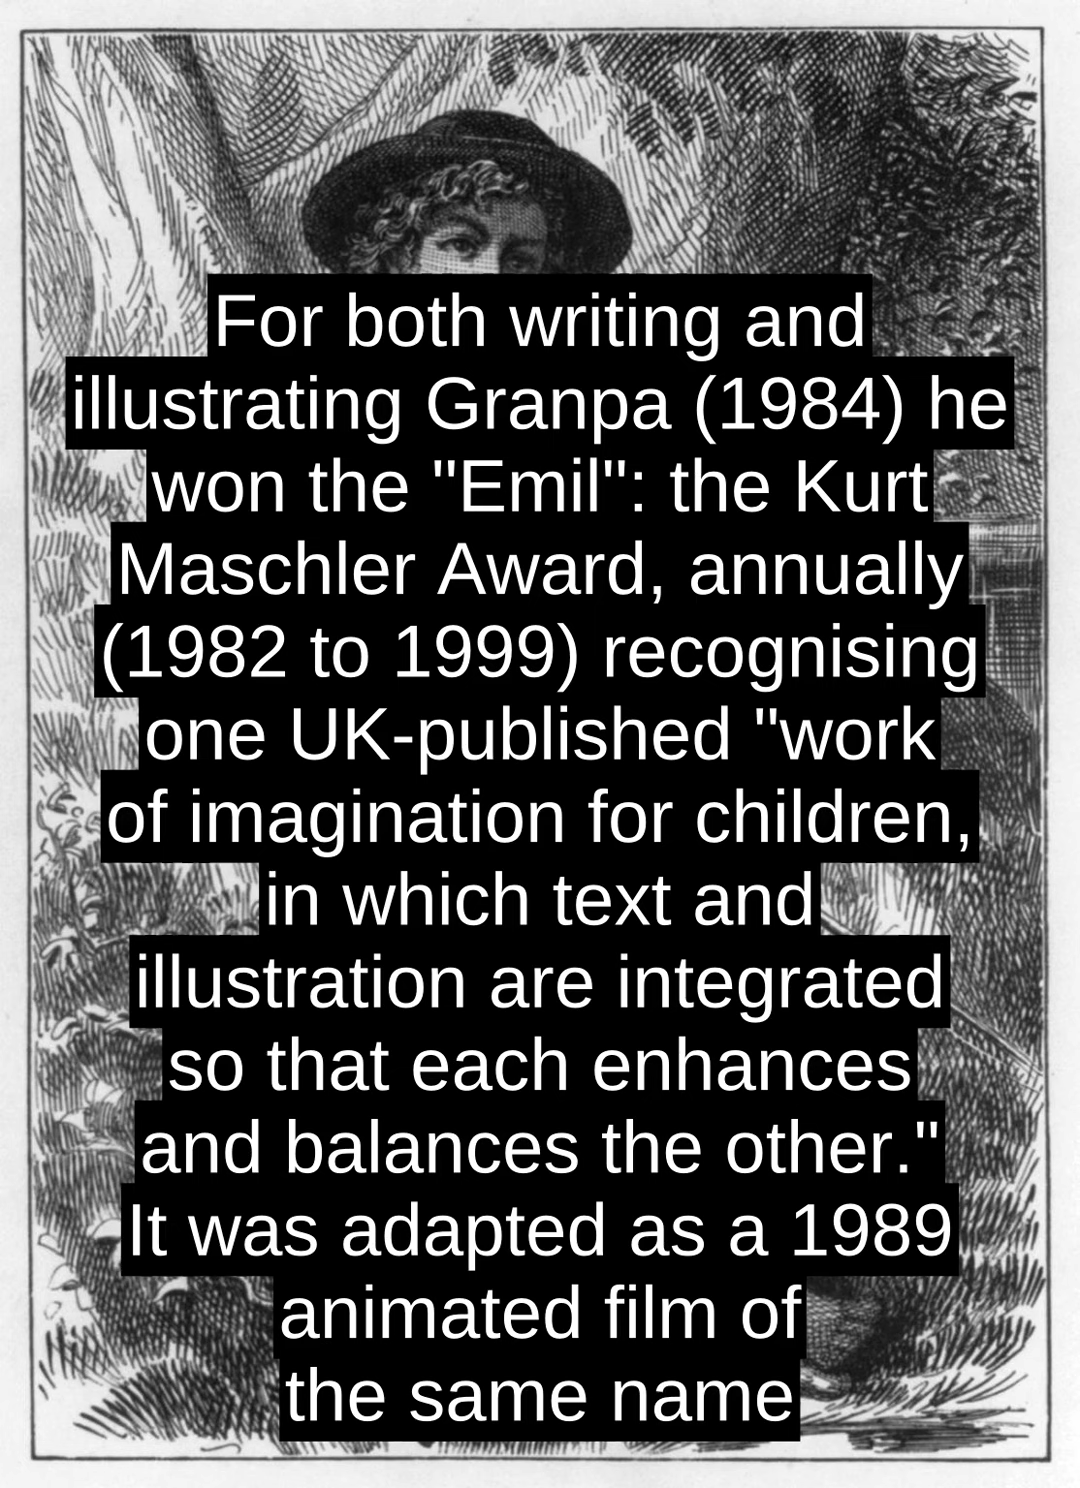 For both writing and
illustrating Granpa (1984) he
won the "Emil": the Kurt
Maschler Award, annually
(1982 to 1999) recognising
one UK-published "work
of imagination for children,
in which text and
illustration are integrated
so that each enhances
and balances the other."
It was adapted as a 1989
animated film of
the same name